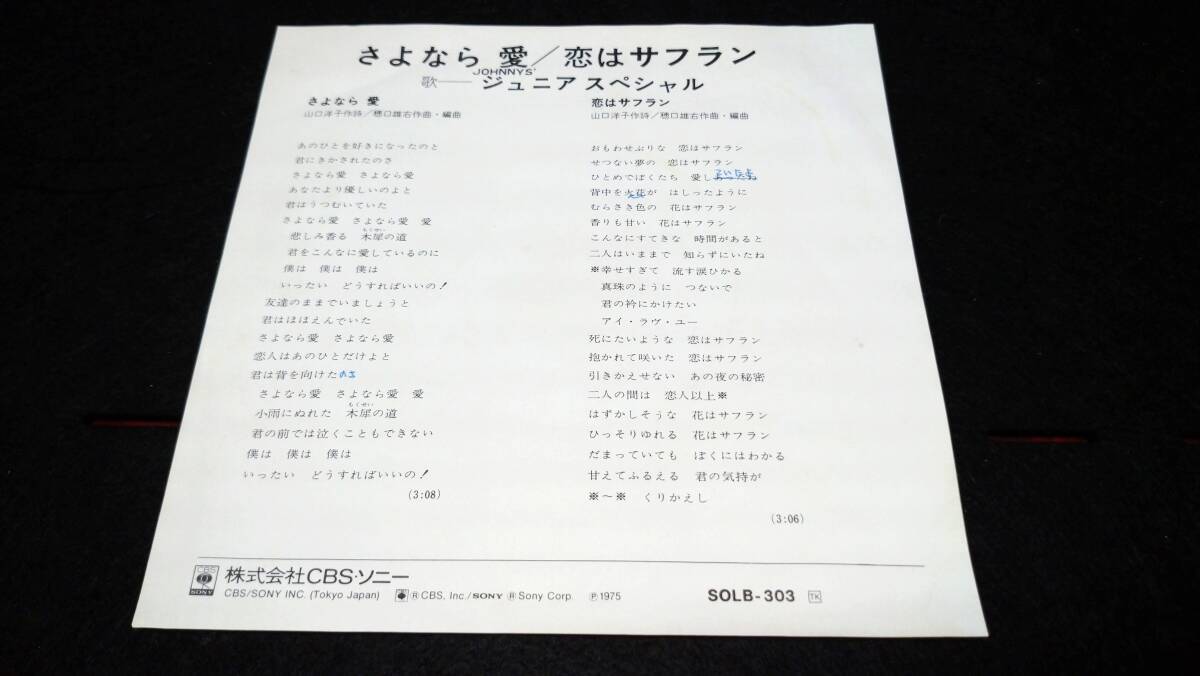 さよなら 愛／恋はサフラン
JOHNNYS'
歌――ジュニア スペシャル
さよなら 愛
山口洋子作詩／穂口雄右作曲・編曲
あのひとを好きになったのと
君にきかされたのさ
さよなら愛 さよなら愛
あなたより優しいのよと
君はうつむいていた
さよなら愛 さよなら愛 愛
もくせい
悲しみ香る 木犀の道
君をこんなに愛しているのに
僕は 僕は 僕は
いったい どうすればいいの！
友達のままでいましょうと
君はほほえんでいた
さよなら愛 さよなら愛
恋人はあのひとだけよと
君は背を向けたのさ
さよなら愛 さよなら愛 愛
もくせい
小雨にぬれた 木犀の道
君の前では泣くこともできない
僕は 僕は 僕は
いったい どうすればいいの！
(3:08)
恋はサフラン
山口洋子作詩／穂口雄右作曲・編曲
おもわせぶりな 恋はサフラン
せつない夢の 恋はサフラン
ひとめでぼくたち 愛し
背中を火花が はしったように
むらさき色の 花はサフラン
香りも甘い 花はサフラン
こんなにすてきな 時間があると
二人はいままで 知らずにいたね
※幸せすぎて 流す涙ひかる
真珠のように つないで
君の衿にかけたい
アイ・ラヴ・ユー
死にたいような 恋はサフラン
抱かれて咲いた 恋はサフラン
引きかえせない あの夜の秘密
二人の間は 恋人以上※
はずかしそうな 花はサフラン
ひっそりゆれる 花はサフラン
だまっていても ぼくにはわかる
甘えてふるえる 君の気持が
※～※ くりかえし
(3:06)
CBS
SONY
株式会社CBS・ソニー
CBS/SONY INC. (Tokyo Japan) ® CBS, Inc./SONY ® Sony Corp. ℗ 1975
SOLB-303 TK